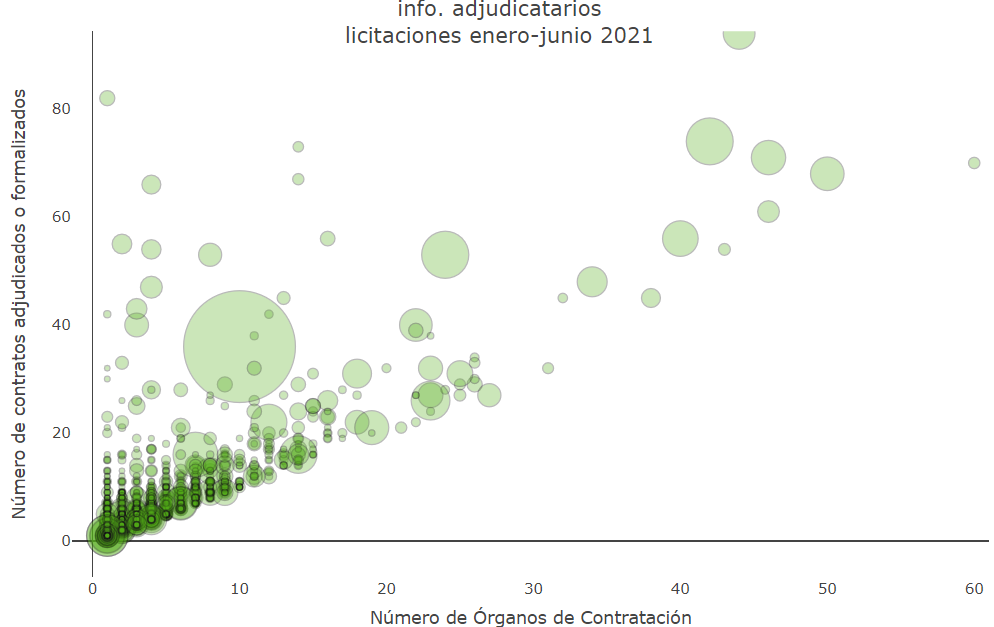 info. adjudicatarios
licitaciones enero-junio 2021
Número de contratos adjudicados o formalizados
80
60
40
20
0
0 10 20 30 40 50 60
Número de Órganos de Contratación